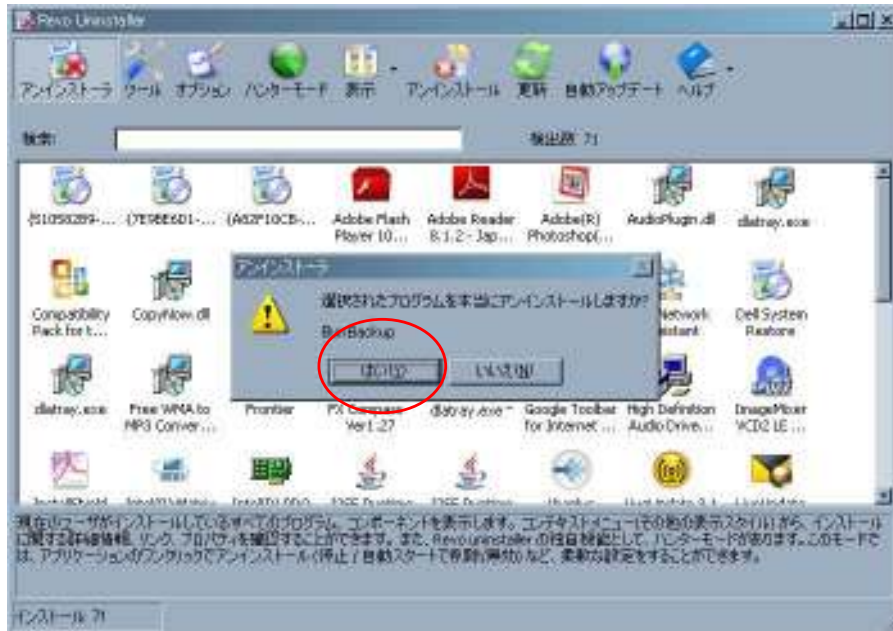 Revo Uninstaller
アンインストーラ ツール オプション ハンターモード 表示 アンインストール 更新 自動アップデート ヘルプ
検索: 検出数: 71
{51058289-... {7E9BE6D1-... {A62F10CB-... Adobe Flash Player 10... Adobe Reader 8.1.2 - Jap... Adobe(R) Photoshop(... AudioPlugin.dll dlatray.exe
アンインストーラ
選択されたプログラムを本当にアンインストールしますか?
はい(Y) いいえ(N)
Compatibility Pack for t... CopyNow.dll Network Dell System Restore
dlatray.exe Free WMA to MP3 Conver... Frontier FX Compass Ver1.27 dlatray.exe Google Toolbar for Internet ... High Definition Audio Drive... ImageMixer VCD2 LE ...
現在のユーザがインストールしているすべてのプログラム、コンポーネントを表示します。コンテキストメニュー(その他の表示スタイル)から、インストール
に関する詳細情報、リンク、プロパティを確認することができます。また、Revo uninstaller の独自機能として、ハンターモードがあります。このモードで
は、アプリケーションのワンクリックでアンインストール(停止 / 自動スタートで削除(無効)など、柔軟な設定をすることができます。
インストール 71